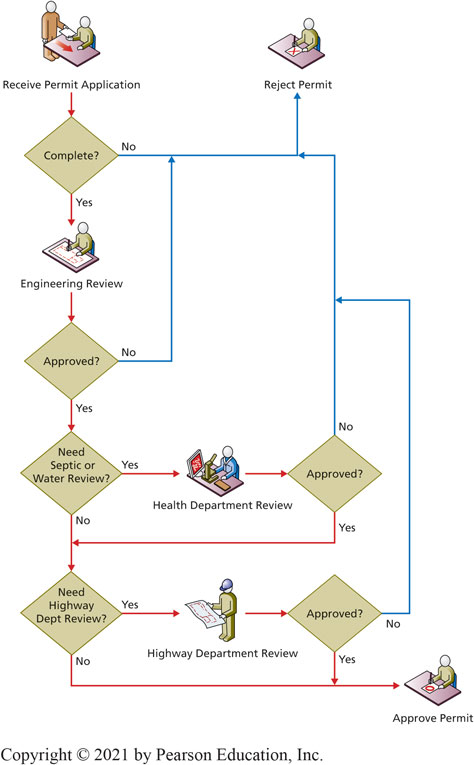 Receive Permit Application
Reject Permit
Complete?
No
Yes
Engineering Review
Approved?
No
Yes
Need
Septic or
Water Review?
Yes
No
Health Department Review
Approved?
No
Yes
Need
Highway
Dept Review?
Yes
No
Highway Department Review
Approved?
No
Yes
Approve Permit
Copyright © 2021 by Pearson Education, Inc.